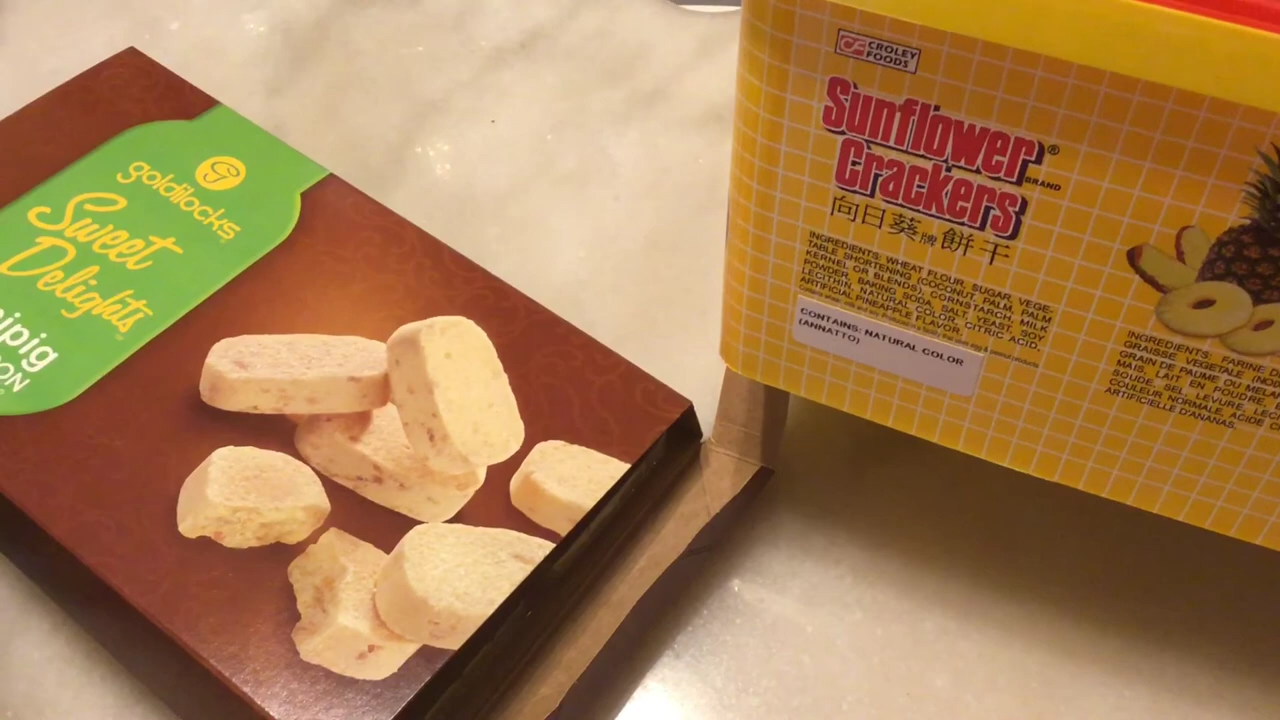 goldilocks
Sweet
Delights
CF CROLEY
FOODS
Sunflower®
Crackers BRAND
向日葵牌餅干
INGREDIENTS: WHEAT FLOUR, SUGAR, VEGE-
TABLE SHORTENING (COCONUT, PALM, PALM
KERNEL OR BLENDS), CORNSTARCH, MILK
POWDER, BAKING SODA, SALT, YEAST, SOY
LECITHIN, NATURAL COLOR, CITRIC ACID,
ARTIFICIAL PINEAPPLE FLAVOR.
CONTAINS: NATURAL COLOR
(ANNATTO)
INGREDIENTS: FARINE
GRAISSE VEGETALE
GRAIN DE PAUME OU
MAIS, LAIT EN POUDRE,
SOUDE, SEL, LEVURE,
COULEUR NORMALE, ACIDE
ARTIFICIELLE D'ANANAS.